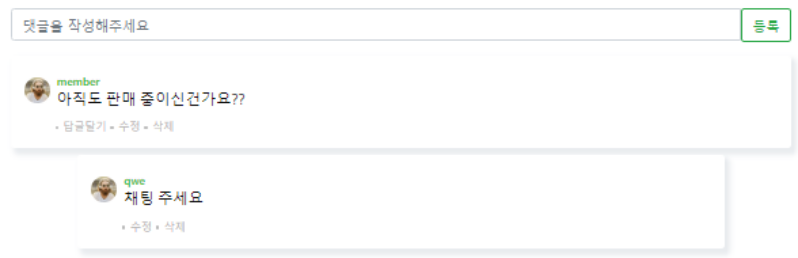 댓글을 작성해주세요 등록
member
아직도 판매 중이신건가요??
• 답글달기 • 수정 • 삭제
qwe
채팅 주세요
• 수정 • 삭제